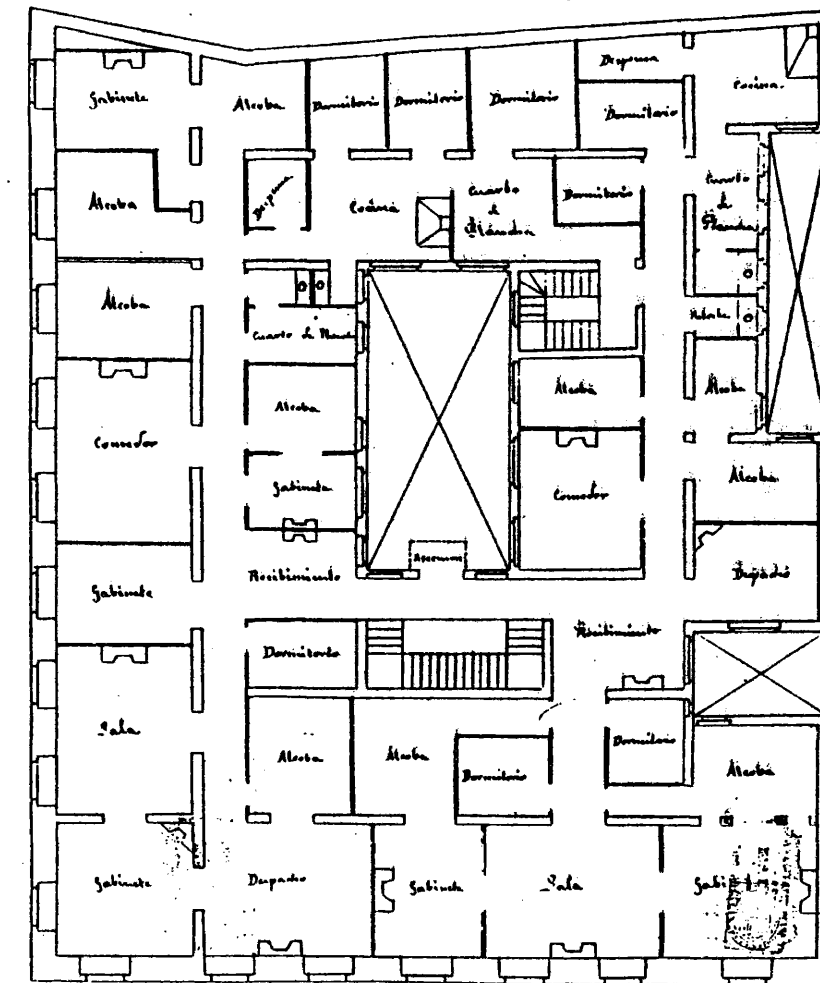 Despensa
Gabinete
Alcoba
Dormitorio
Dormitorio
Dormitorio
Dormitorio
Cocina
Alcoba
Despensa
Cocina
Cuarto
de
Plancha
Dormitorio
Cuarto
de
Plancha
Alcoba
Cuarto de Plancha
Alcoba
Alcoba
Alcoba
Comedor
Gabinete
Comedor
Alcoba
Ascensor
Gabinete
Recibimiento
Despacho
Dormitorio
Recibimiento
Sala
Alcoba
Alcoba
Dormitorio
Dormitorio
Alcoba
Gabinete
Despacho
Gabinete
Sala